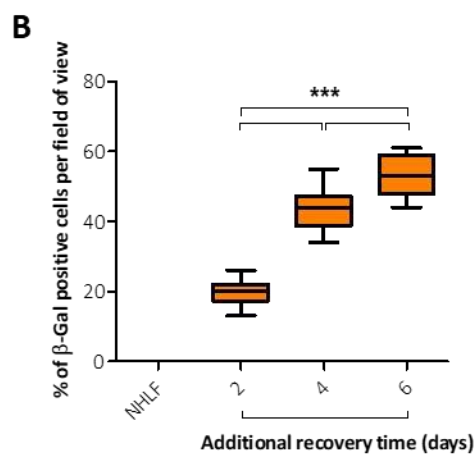 B
% of β-Gal positive cells per field of view
80
60
40
20
0
***
NHLF
2
4
6
Additional recovery time (days)